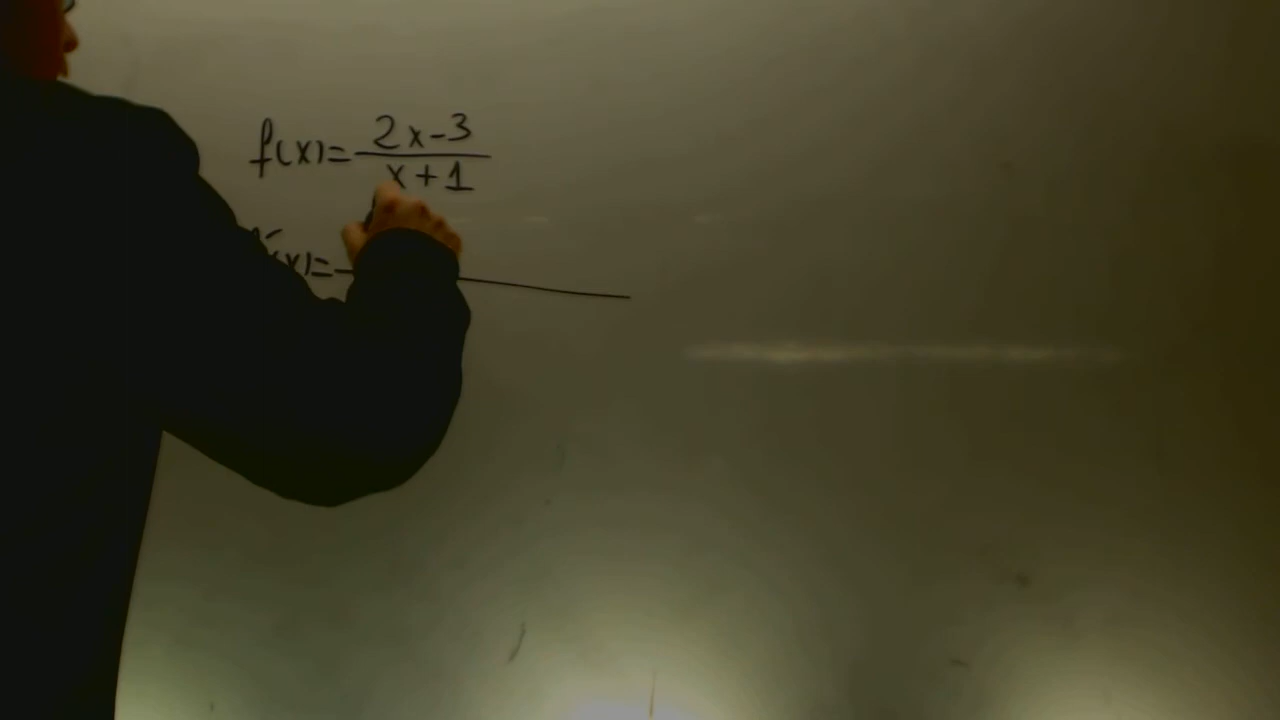 f(x) = (2x-3)/(x+1)
f'(x) =